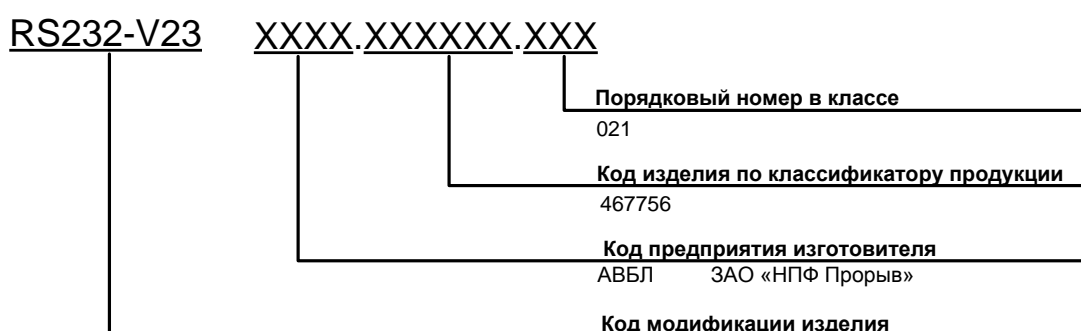 RS232-V23 XXXX.XXXXXX.XXX
Порядковый номер в классе
021
Код изделия по классификатору продукции
467756
Код предприятия изготовителя
АВБЛ ЗАО «НПФ Прорыв»
Код модификации изделия